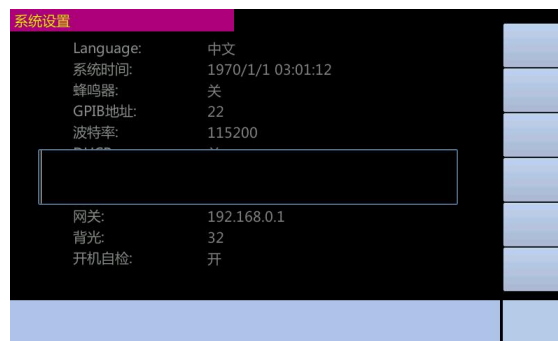 系统设置
Language: 中文
系统时间: 1970/1/1 03:01:12
蜂鸣器: 关
GPIB地址: 22
波特率: 115200
网关: 192.168.0.1
背光: 32
开机自检: 开